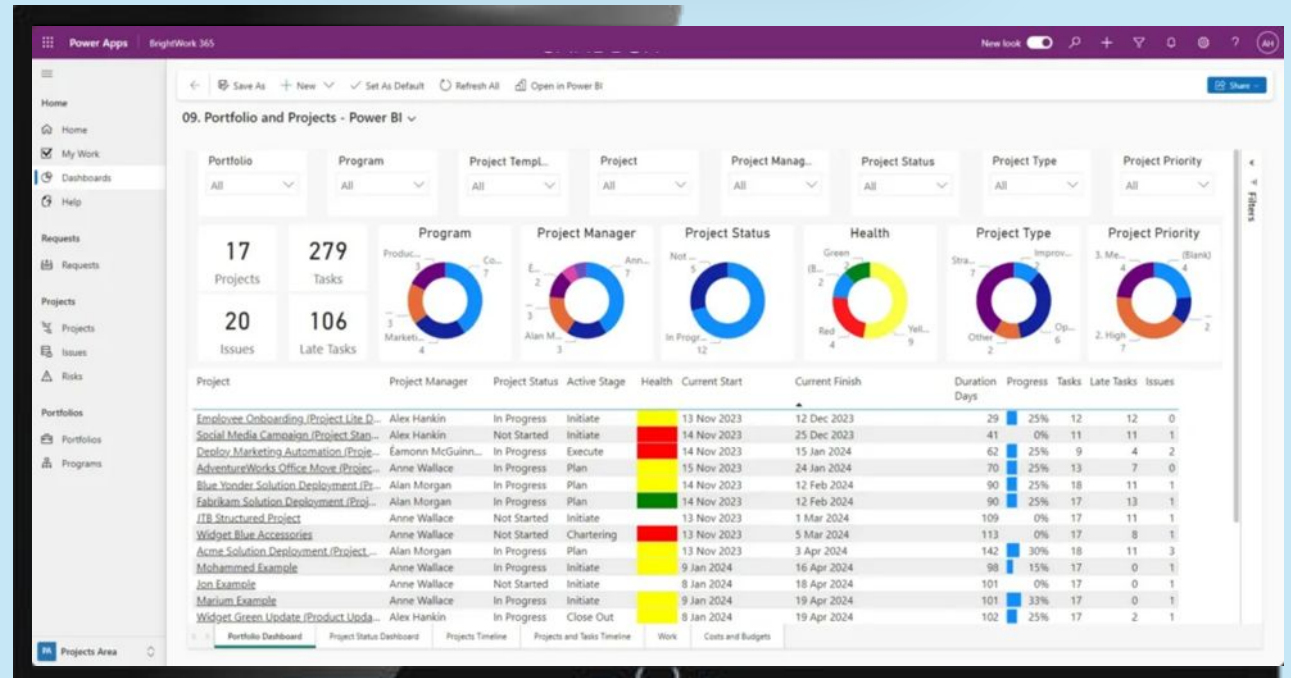 Power Apps BrightWork 365 New look ? AH
Save As New Set As Default Refresh All Open in Power BI Share
09. Portfolio and Projects - Power BI
Home
Home
My Work
Dashboards
Help
Requests
Requests
Projects
Projects
Issues
Risks
Portfolios
Portfolios
Programs
PA Projects Area
Portfolio Program Project Templ... Project Project Manag... Project Status Project Type Project Priority
All All All All All All All All
Filters
17 Projects
279 Tasks
20 Issues
106 Late Tasks
Program
Produc... 3
Co... 7
3
Marketi... 4
Project Manager
E... 2
Ann... 7
3
Alan M... 3
Project Status
Not... 5
In Progr... 12
Health
Green 2
(B... 2
Red 4
Yell... 9
Project Type
Stra... 7
Improv... 2
Other 2
Op... 6
Project Priority
3. Me... 4
(Blank) 4
2. High 7
2
Project Project Manager Project Status Active Stage Health Current Start Current Finish Duration Days Progress Tasks Late Tasks Issues
Employee Onboarding (Project Lite D... Alex Hankin In Progress Initiate 13 Nov 2023 12 Dec 2023 29 25% 12 12 0
Social Media Campaign (Project Stan... Alex Hankin Not Started Initiate 14 Nov 2023 25 Dec 2023 41 0% 11 11 1
Deploy Marketing Automation (Proje... Éamonn McGuinn... In Progress Execute 14 Nov 2023 15 Jan 2024 62 25% 9 4 2
AdventureWorks Office Move (Projec... Anne Wallace In Progress Plan 15 Nov 2023 24 Jan 2024 70 25% 13 7 0
Blue Yonder Solution Deployment (Pr... Alan Morgan In Progress Plan 14 Nov 2023 12 Feb 2024 90 25% 18 11 1
Fabrikam Solution Deployment (Proj... Alan Morgan In Progress Plan 14 Nov 2023 12 Feb 2024 90 25% 17 13 1
JTB Structured Project Anne Wallace Not Started Initiate 13 Nov 2023 1 Mar 2024 109 0% 17 11 1
Widget Blue Accessories Anne Wallace Not Started Chartering 13 Nov 2023 5 Mar 2024 113 0% 17 8 1
Acme Solution Deployment (Project ... Alan Morgan In Progress Plan 13 Nov 2023 3 Apr 2024 142 30% 18 11 3
Mohammed Example Anne Wallace In Progress Initiate 9 Jan 2024 16 Apr 2024 98 15% 17 0 1
Jon Example Anne Wallace Not Started Initiate 8 Jan 2024 18 Apr 2024 101 0% 17 0 1
Marium Example Anne Wallace In Progress Initiate 9 Jan 2024 19 Apr 2024 101 33% 17 0 1
Widget Green Update (Product Upda... Alex Hankin In Progress Close Out 8 Jan 2024 19 Apr 2024 102 25% 17 2 1
Portfolio Dashboard Project Status Dashboard Projects Timeline Projects and Tasks Timeline Work Costs and Budgets